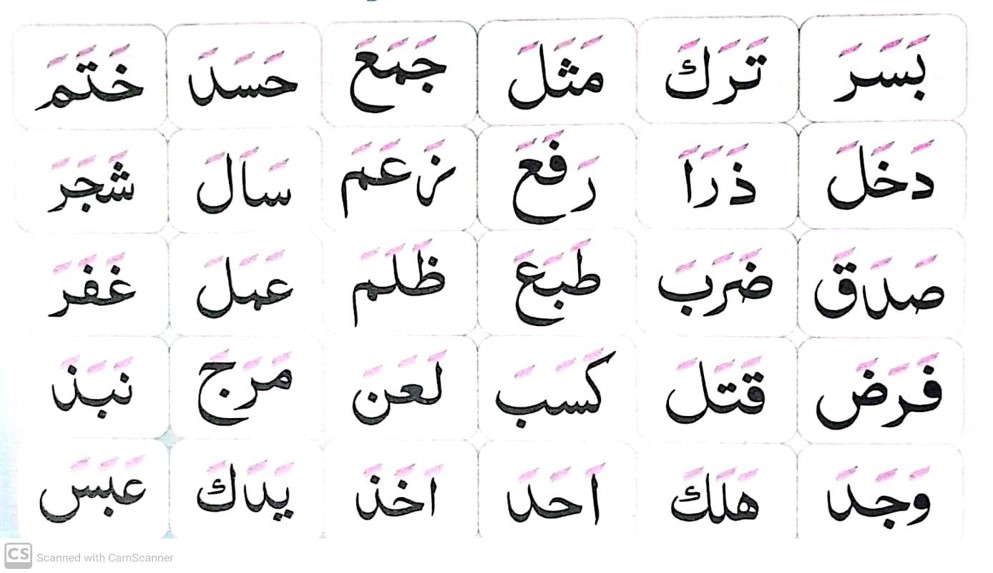 بَسَرَ تَرَكَ مَثَلَ جَمَعَ حَسَدَ خَتَمَ
دَخَلَ ذَرَاَ رَفَعَ زَعَمَ سَاَلَ شَجَرَ
صَدَقَ ضَرَبَ طَبَعَ ظَلَمَ عَمَلَ غَفَرَ
فَرَضَ قَتَلَ كَسَبَ لَعَنَ مَرَجَ نَبَذَ
وَجَدَ هَلَكَ اَحَدَ اَخَذَ يَدَكَ عَبَسَ
CS Scanned with CamScanner